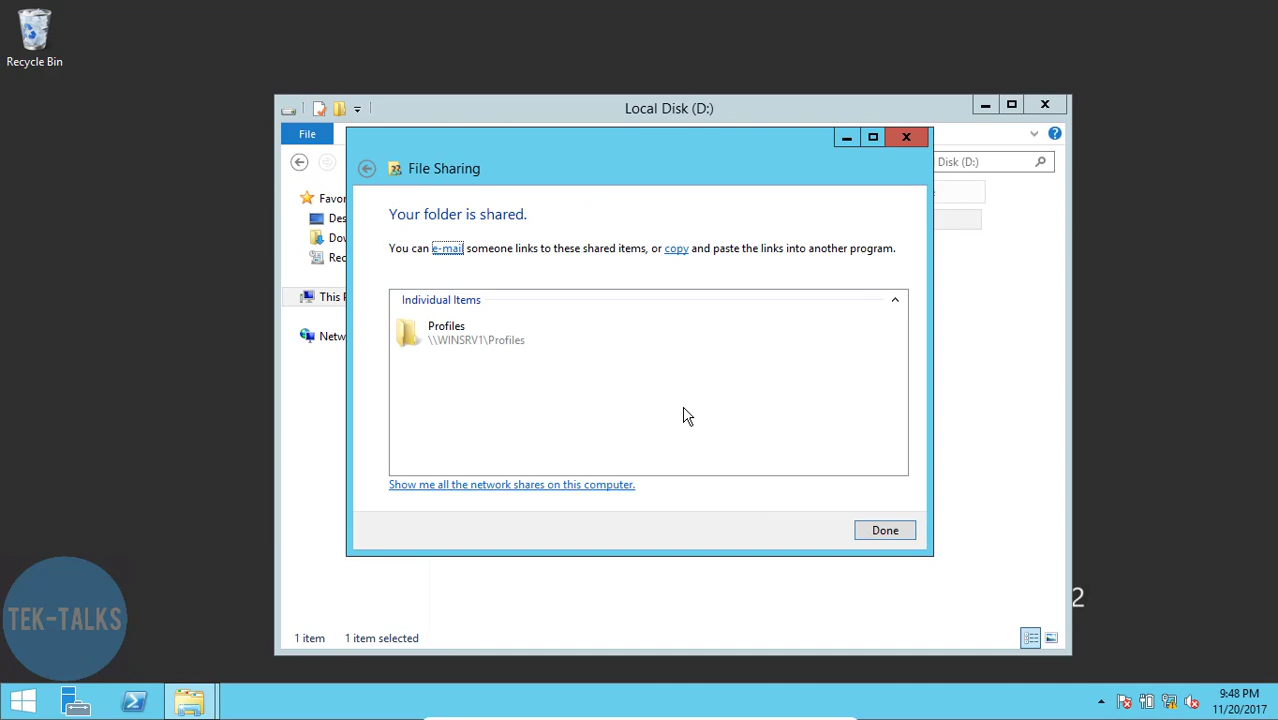 Recycle Bin
Local Disk (D:)
File
Disk (D:)
File Sharing
Favor
Des
Dow
Rec
This P
Netw
Your folder is shared.
You can e-mail someone links to these shared items, or copy and paste the links into another program.
Individual Items
Profiles
\\WINSRV1\Profiles
Show me all the network shares on this computer.
Done
2
TEK-TALKS
1 item 1 item selected
9:48 PM
11/20/2017